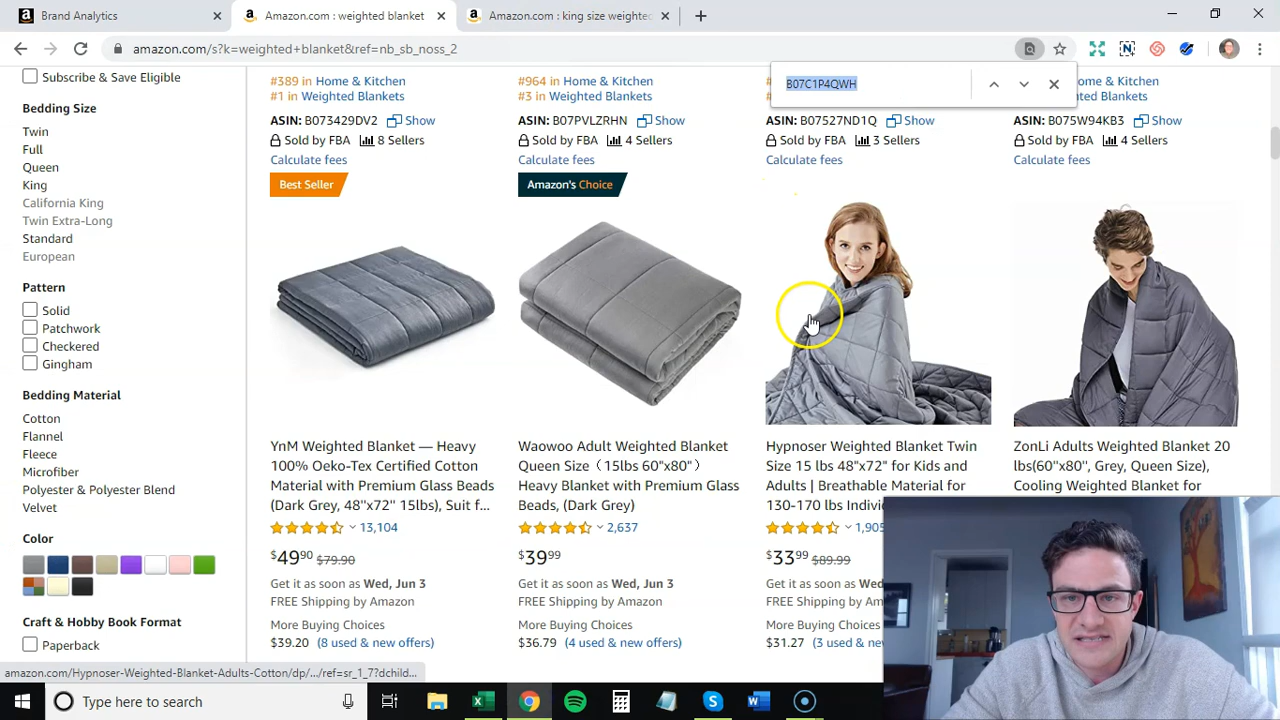 Brand Analytics
Amazon.com : weighted blanket
Amazon.com : king size weighted
amazon.com/s?k=weighted+blanket&ref=nb_sb_noss_2
B07C1P4QWH
Subscribe & Save Eligible
Bedding Size
Twin
Full
Queen
King
California King
Twin Extra-Long
Standard
European
Pattern
Solid
Patchwork
Checkered
Gingham
Bedding Material
Cotton
Flannel
Fleece
Microfiber
Polyester & Polyester Blend
Velvet
Color
Craft & Hobby Book Format
Paperback
#389 in Home & Kitchen
#1 in Weighted Blankets
ASIN: B073429DV2 Show
Sold by FBA 8 Sellers
Calculate fees
Best Seller
YnM Weighted Blanket — Heavy
100% Oeko-Tex Certified Cotton
Material with Premium Glass Beads
(Dark Grey, 48''x72'' 15lbs), Suit f...
13,104
$49 90 $79.90
Get it as soon as Wed, Jun 3
FREE Shipping by Amazon
More Buying Choices
$39.20 (8 used & new offers)
#964 in Home & Kitchen
#3 in Weighted Blankets
ASIN: B07PVLZRHN Show
Sold by FBA 4 Sellers
Calculate fees
Amazon's Choice
Waowoo Adult Weighted Blanket
Queen Size（15lbs 60"x80"）
Heavy Blanket with Premium Glass
Beads, (Dark Grey)
2,637
$39 99
Get it as soon as Wed, Jun 3
FREE Shipping by Amazon
More Buying Choices
$36.79 (4 used & new offers)
ASIN: B07527ND1Q Show
Sold by FBA 3 Sellers
Calculate fees
Hypnoser Weighted Blanket Twin
Size 15 lbs 48"x72" for Kids and
Adults | Breathable Material for
130-170 lbs
1,905
$33 99 $89.99
Get it as soon as
FREE Shipping by
More Buying Choices
$31.27 (3 used
& Kitchen
Blankets
ASIN: B075W94KB3 Show
Sold by FBA 4 Sellers
Calculate fees
ZonLi Adults Weighted Blanket 20
lbs(60''x80'', Grey, Queen Size),
Cooling Weighted Blanket for
amazon.com/Hypnoser-Weighted-Blanket-Adults-Cotton/dp/.../ref=sr_1_7?dchild...
Type here to search